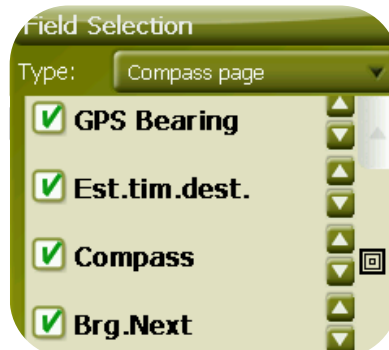 Field Selection
Type: Compass page
GPS Bearing
Est.tim.dest.
Compass
Brg.Next